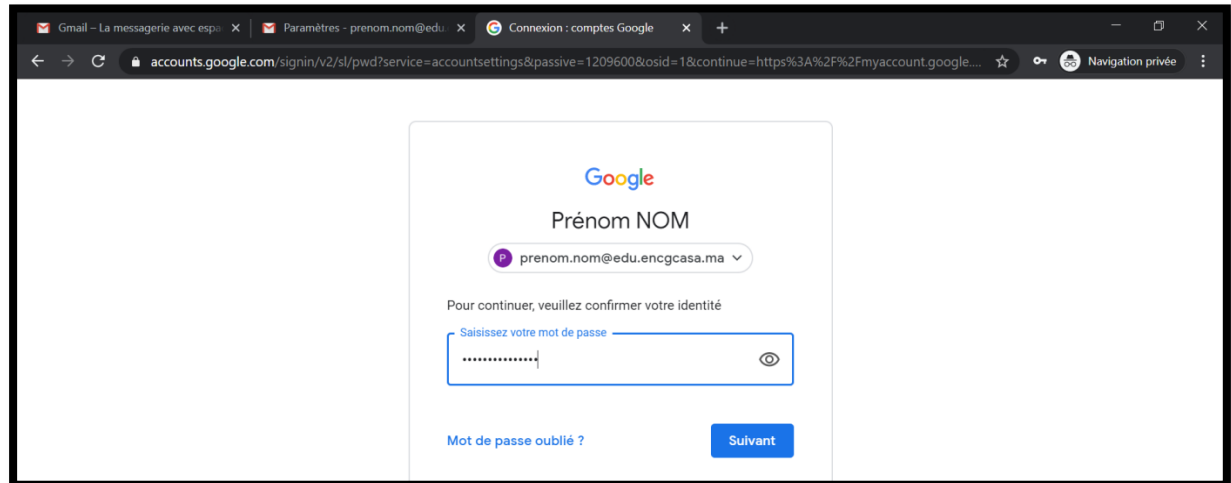 Gmail – La messagerie avec espa
Paramètres - prenom.nom@edu.
Connexion : comptes Google
accounts.google.com/signin/v2/sl/pwd?service=accountsettings&passive=1209600&osid=1&continue=https%3A%2F%2Fmyaccount.google....
Navigation privée
Google
Prénom NOM
P prenom.nom@edu.encgcasa.ma
Pour continuer, veuillez confirmer votre identité
Saisissez votre mot de passe
•••••••••••••••
Mot de passe oublié ?
Suivant